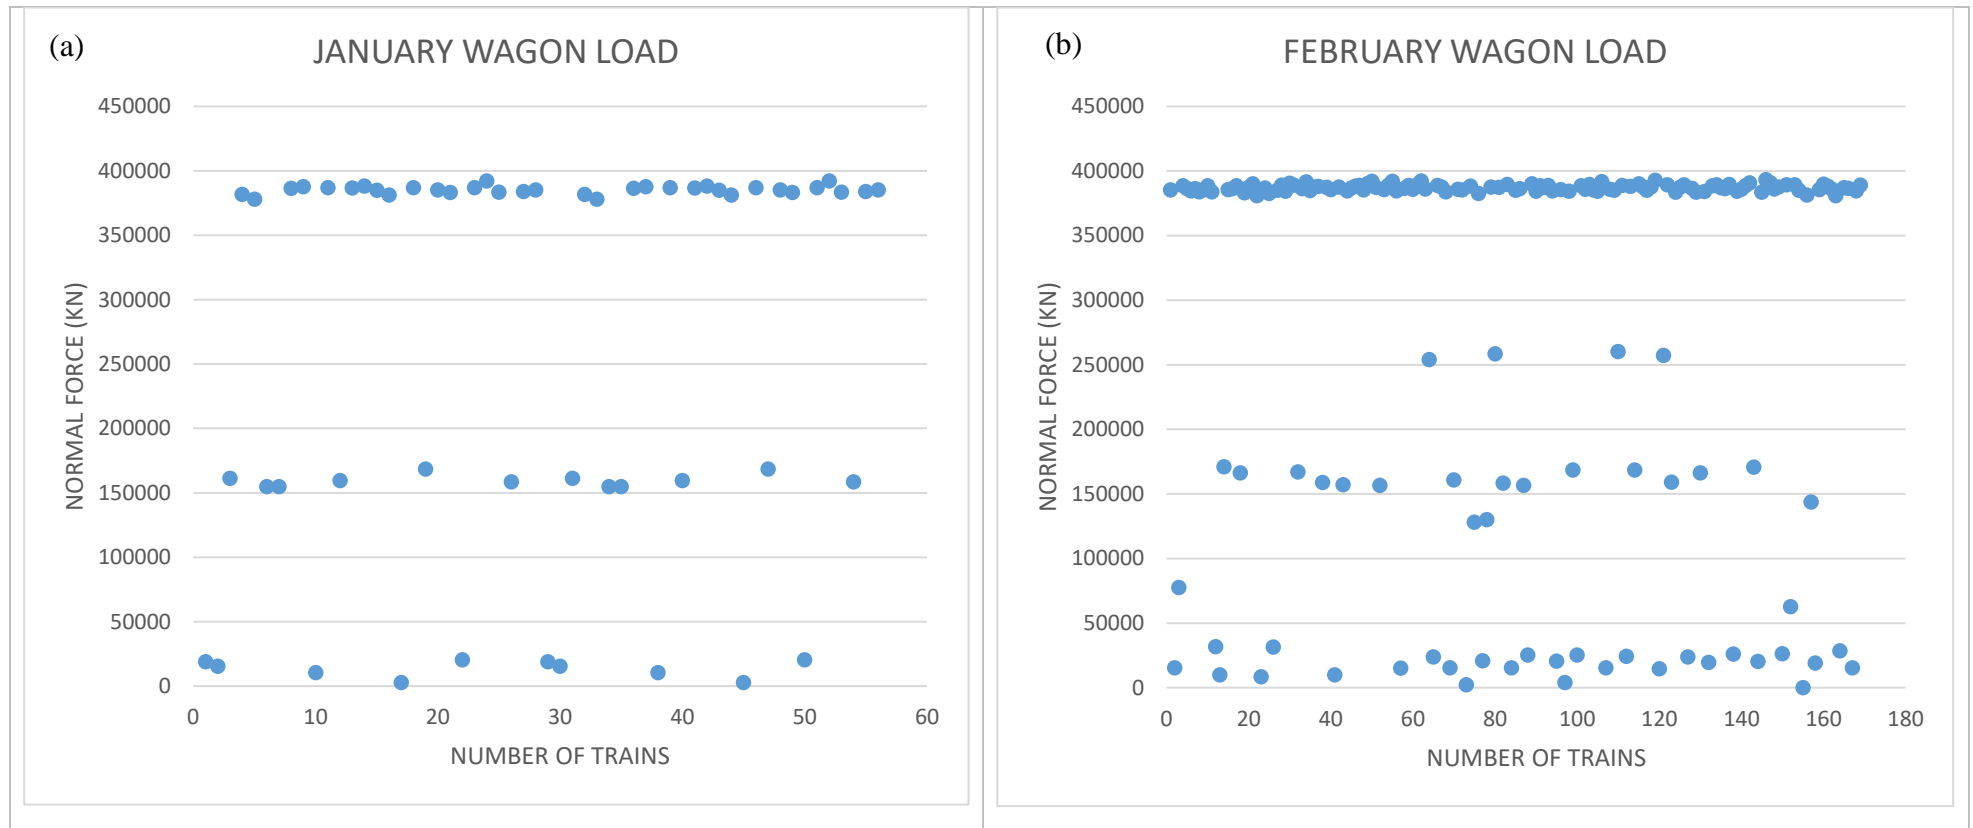 (a)
JANUARY WAGON LOAD
NORMAL FORCE (KN)
450000
400000
350000
300000
250000
200000
150000
100000
50000
0
0 10 20 30 40 50 60
NUMBER OF TRAINS
(b)
FEBRUARY WAGON LOAD
NORMAL FORCE (KN)
450000
400000
350000
300000
250000
200000
150000
100000
50000
0
0 20 40 60 80 100 120 140 160 180
NUMBER OF TRAINS